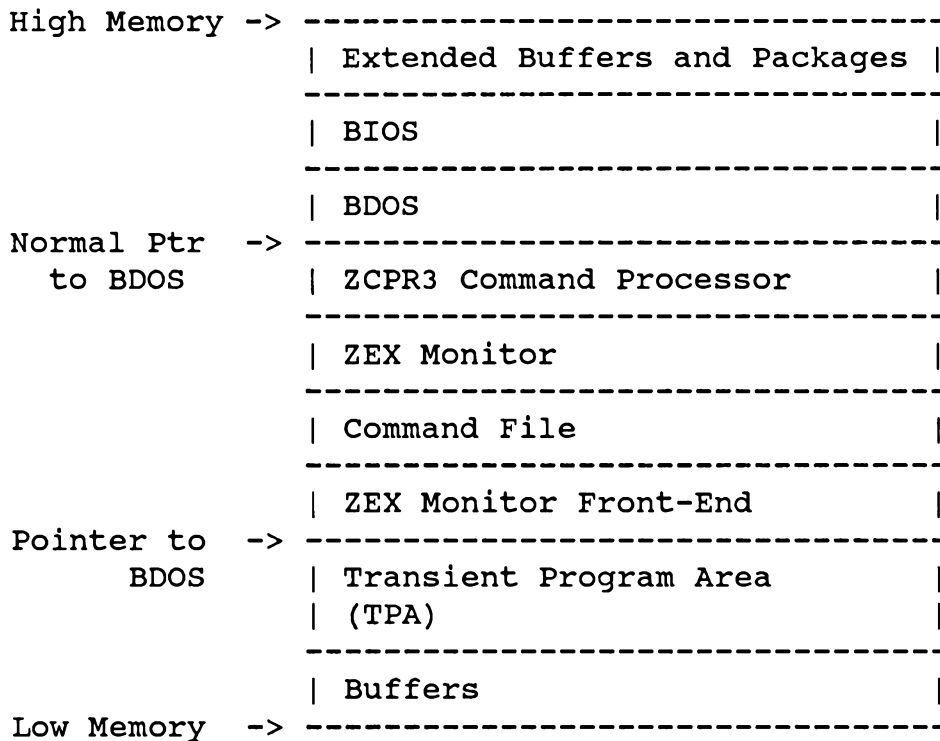 High Memory -> --------------------------------
| Extended Buffers and Packages |
--------------------------------
| BIOS |
--------------------------------
| BDOS |
Normal Ptr -> --------------------------------
to BDOS | ZCPR3 Command Processor |
--------------------------------
| ZEX Monitor |
--------------------------------
| Command File |
--------------------------------
| ZEX Monitor Front-End |
Pointer to -> --------------------------------
BDOS | Transient Program Area |
| (TPA) |
--------------------------------
| Buffers |
Low Memory -> --------------------------------